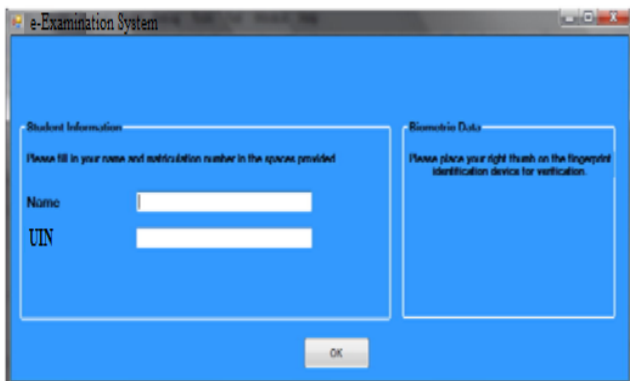 e-Examination System
Student Information
Please fill in your name and matriculation number in the spaces provided
Name
UIN
Biometric Data
Please place your right thumb on the fingerprint
identification device for verification.
OK